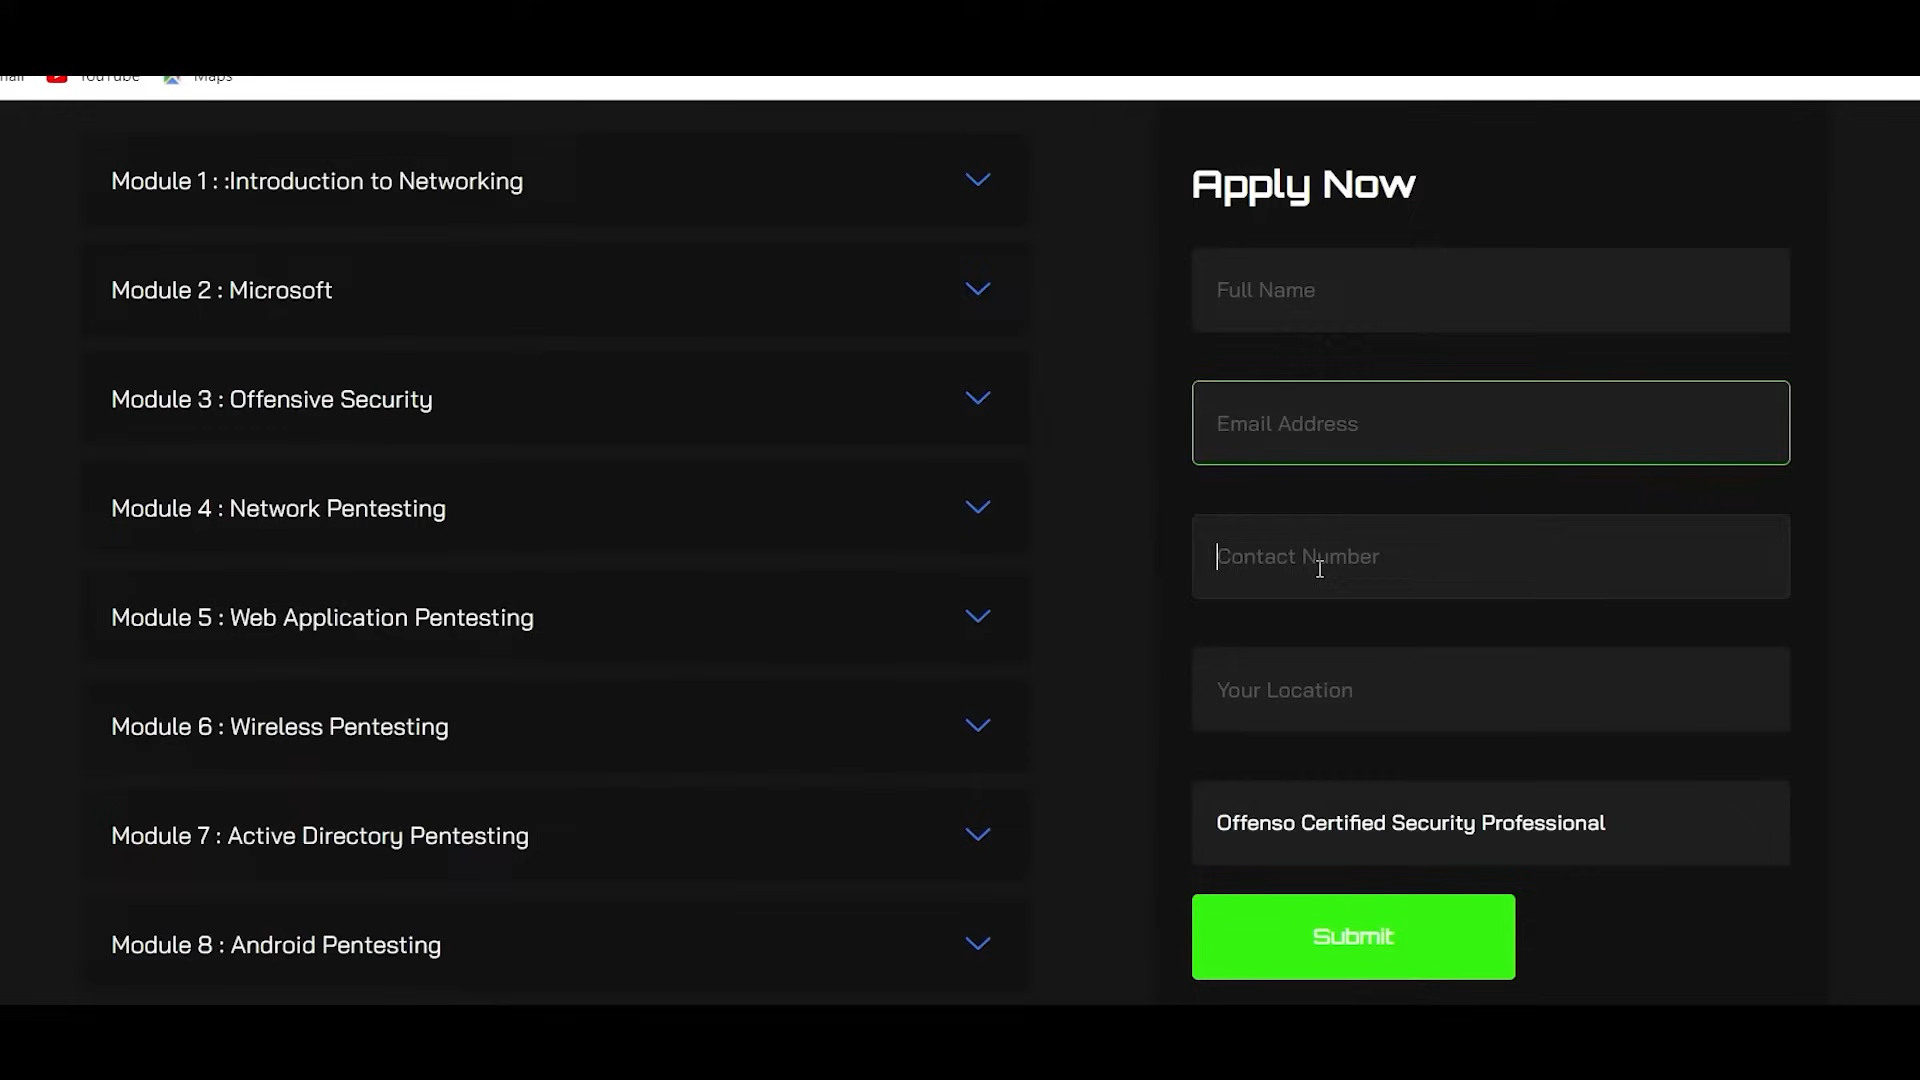 YouTube
Maps
Module 1 : :Introduction to Networking
Module 2 : Microsoft
Module 3 : Offensive Security
Module 4 : Network Pentesting
Module 5 : Web Application Pentesting
Module 6 : Wireless Pentesting
Module 7 : Active Directory Pentesting
Module 8 : Android Pentesting
Apply Now
Full Name
Email Address
Contact Number
Your Location
Offenso Certified Security Professional
Submit